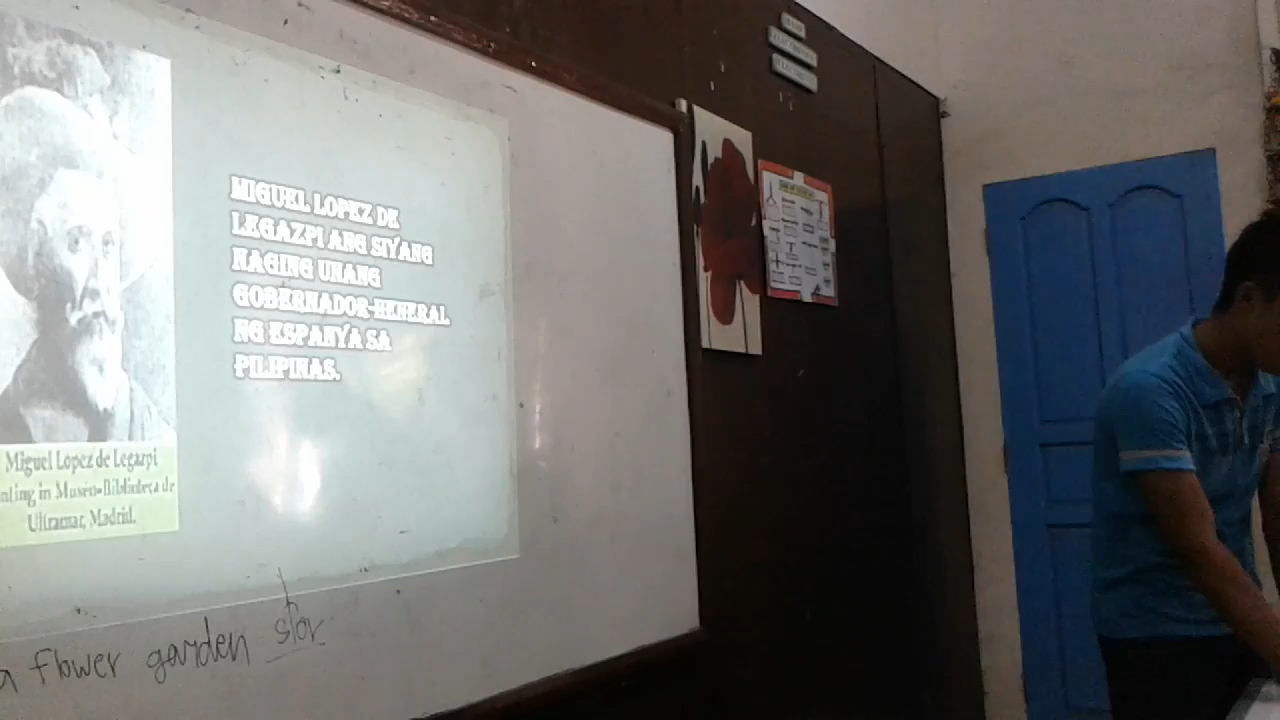 MIGUEL LOPEZ DE
LEGAZPI ANG SIYANG
NAGING UNANG
GOBERNADOR-HENERAL
NG ESPANYA SA
PILIPINAS.
Miguel Lopez de Legazpi
nting in Museo-Biblioteca de
Ultramar, Madrid.
a flower garden stor